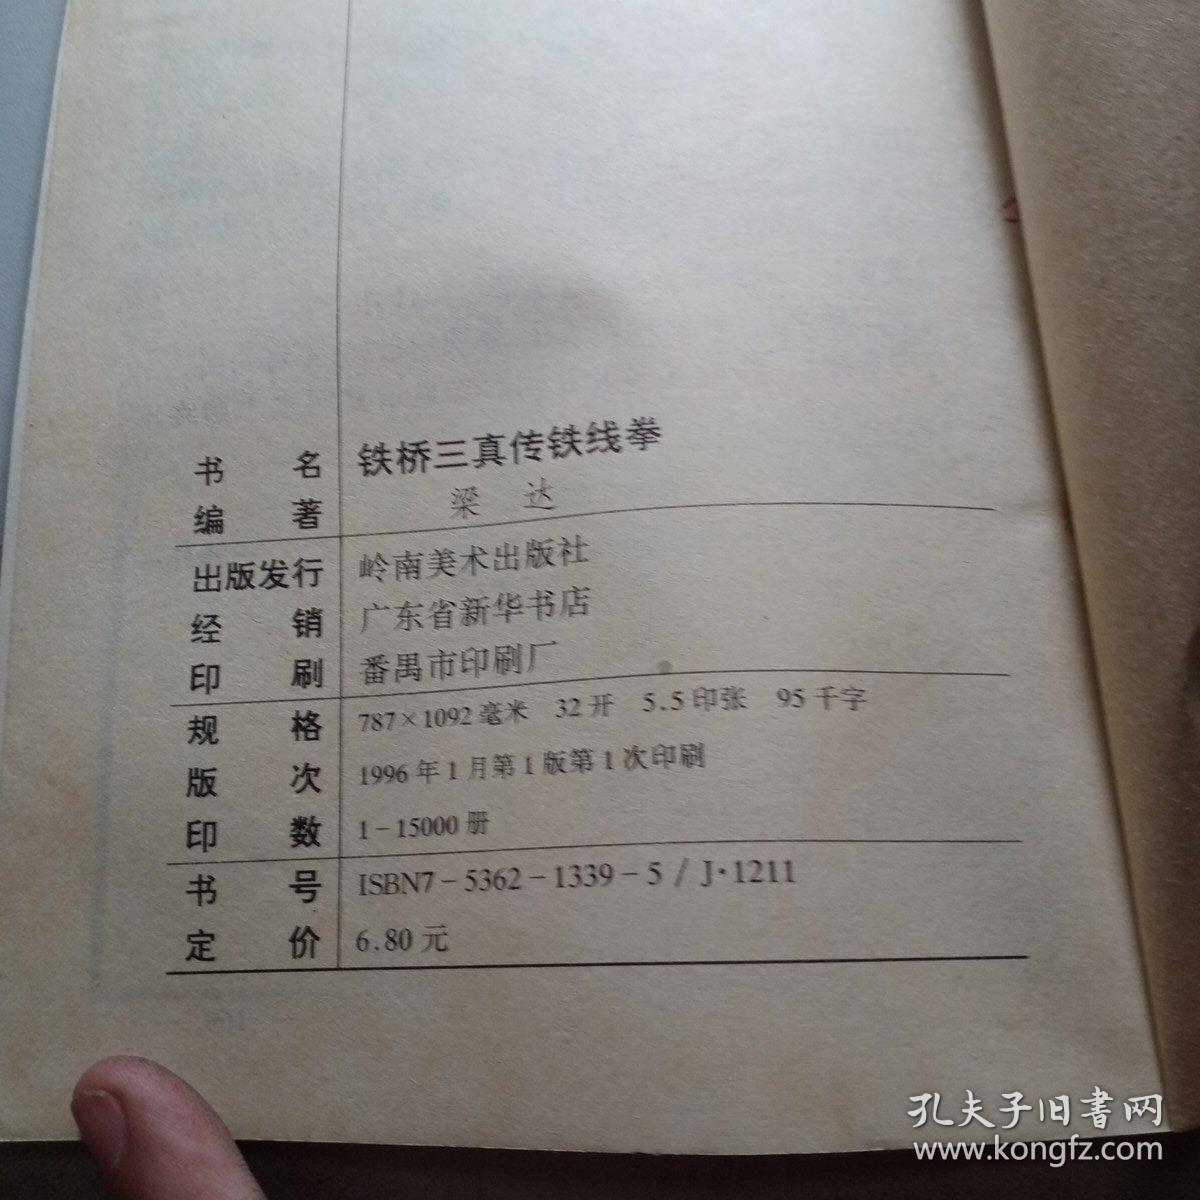 书名 铁桥三真传铁线拳
编著 梁达
出版发行 岭南美术出版社
经销 广东省新华书店
印刷 番禺市印刷厂
规格 787×1092毫米 32开 5.5印张 95千字
版次 1996年1月第1版第1次印刷
印数 1-15000册
书号 ISBN7-5362-1339-5/J·1211
定价 6.80元
孔夫子旧书网
www.kongfz.com